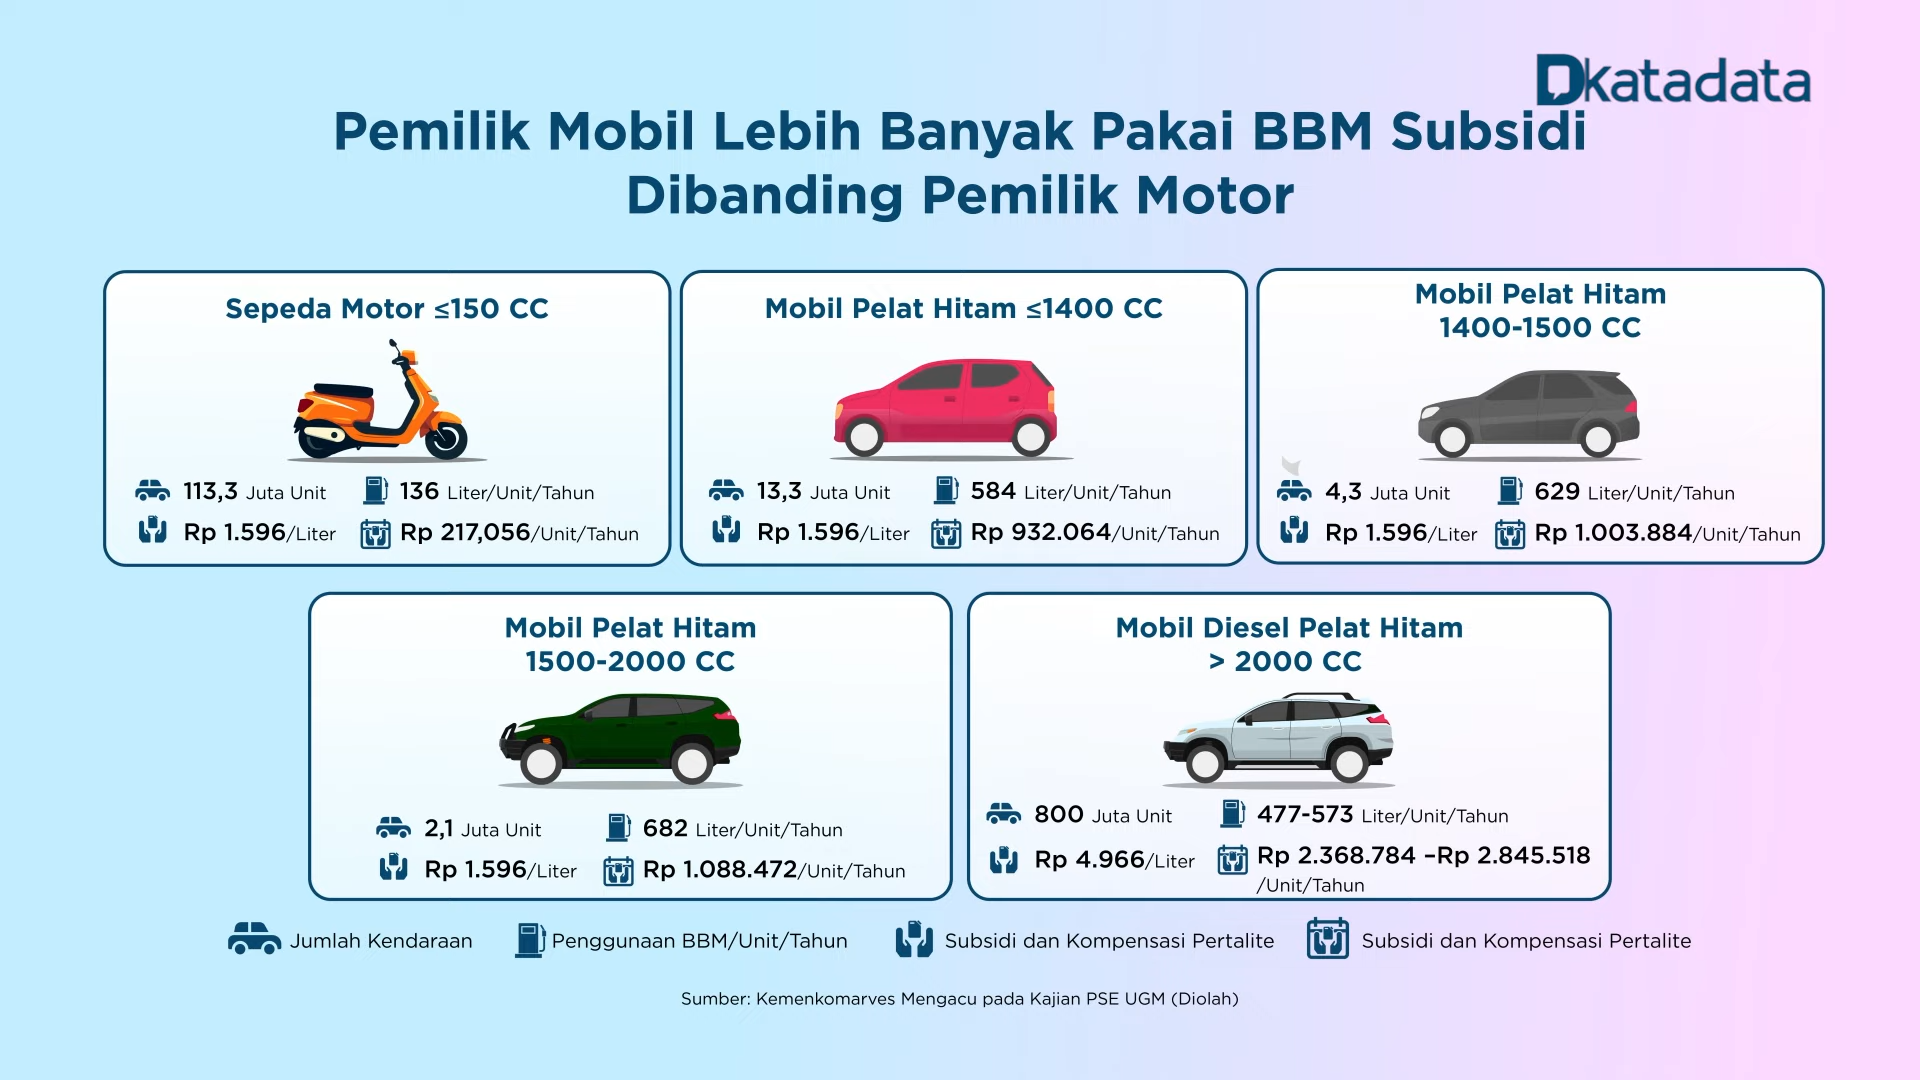 Dkatadata
Pemilik Mobil Lebih Banyak Pakai BBM Subsidi
Dibanding Pemilik Motor
Sepeda Motor ≤150 CC
113,3 Juta Unit
136 Liter/Unit/Tahun
Rp 1.596/Liter
Rp 217,056/Unit/Tahun
Mobil Pelat Hitam ≤1400 CC
13,3 Juta Unit
584 Liter/Unit/Tahun
Rp 1.596/Liter
Rp 932.064/Unit/Tahun
Mobil Pelat Hitam
1400-1500 CC
4,3 Juta Unit
629 Liter/Unit/Tahun
Rp 1.596/Liter
Rp 1.003.884/Unit/Tahun
Mobil Pelat Hitam
1500-2000 CC
2,1 Juta Unit
682 Liter/Unit/Tahun
Rp 1.596/Liter
Rp 1.088.472/Unit/Tahun
Mobil Diesel Pelat Hitam
> 2000 CC
800 Juta Unit
477-573 Liter/Unit/Tahun
Rp 4.966/Liter
Rp 2.368.784 –Rp 2.845.518
/Unit/Tahun
Jumlah Kendaraan
Penggunaan BBM/Unit/Tahun
Subsidi dan Kompensasi Pertalite
Subsidi dan Kompensasi Pertalite
Sumber: Kemenkomarves Mengacu pada Kajian PSE UGM (Diolah)